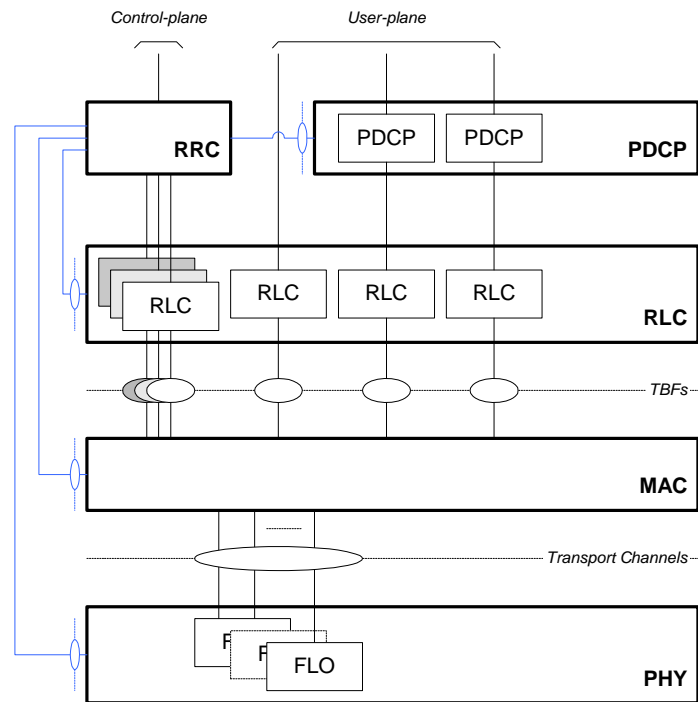 Control-plane
User-plane
RRC
PDCP
PDCP
PDCP
RLC
RLC
RLC
RLC
RLC
TBFs
MAC
Transport Channels
F
F
FLO
PHY